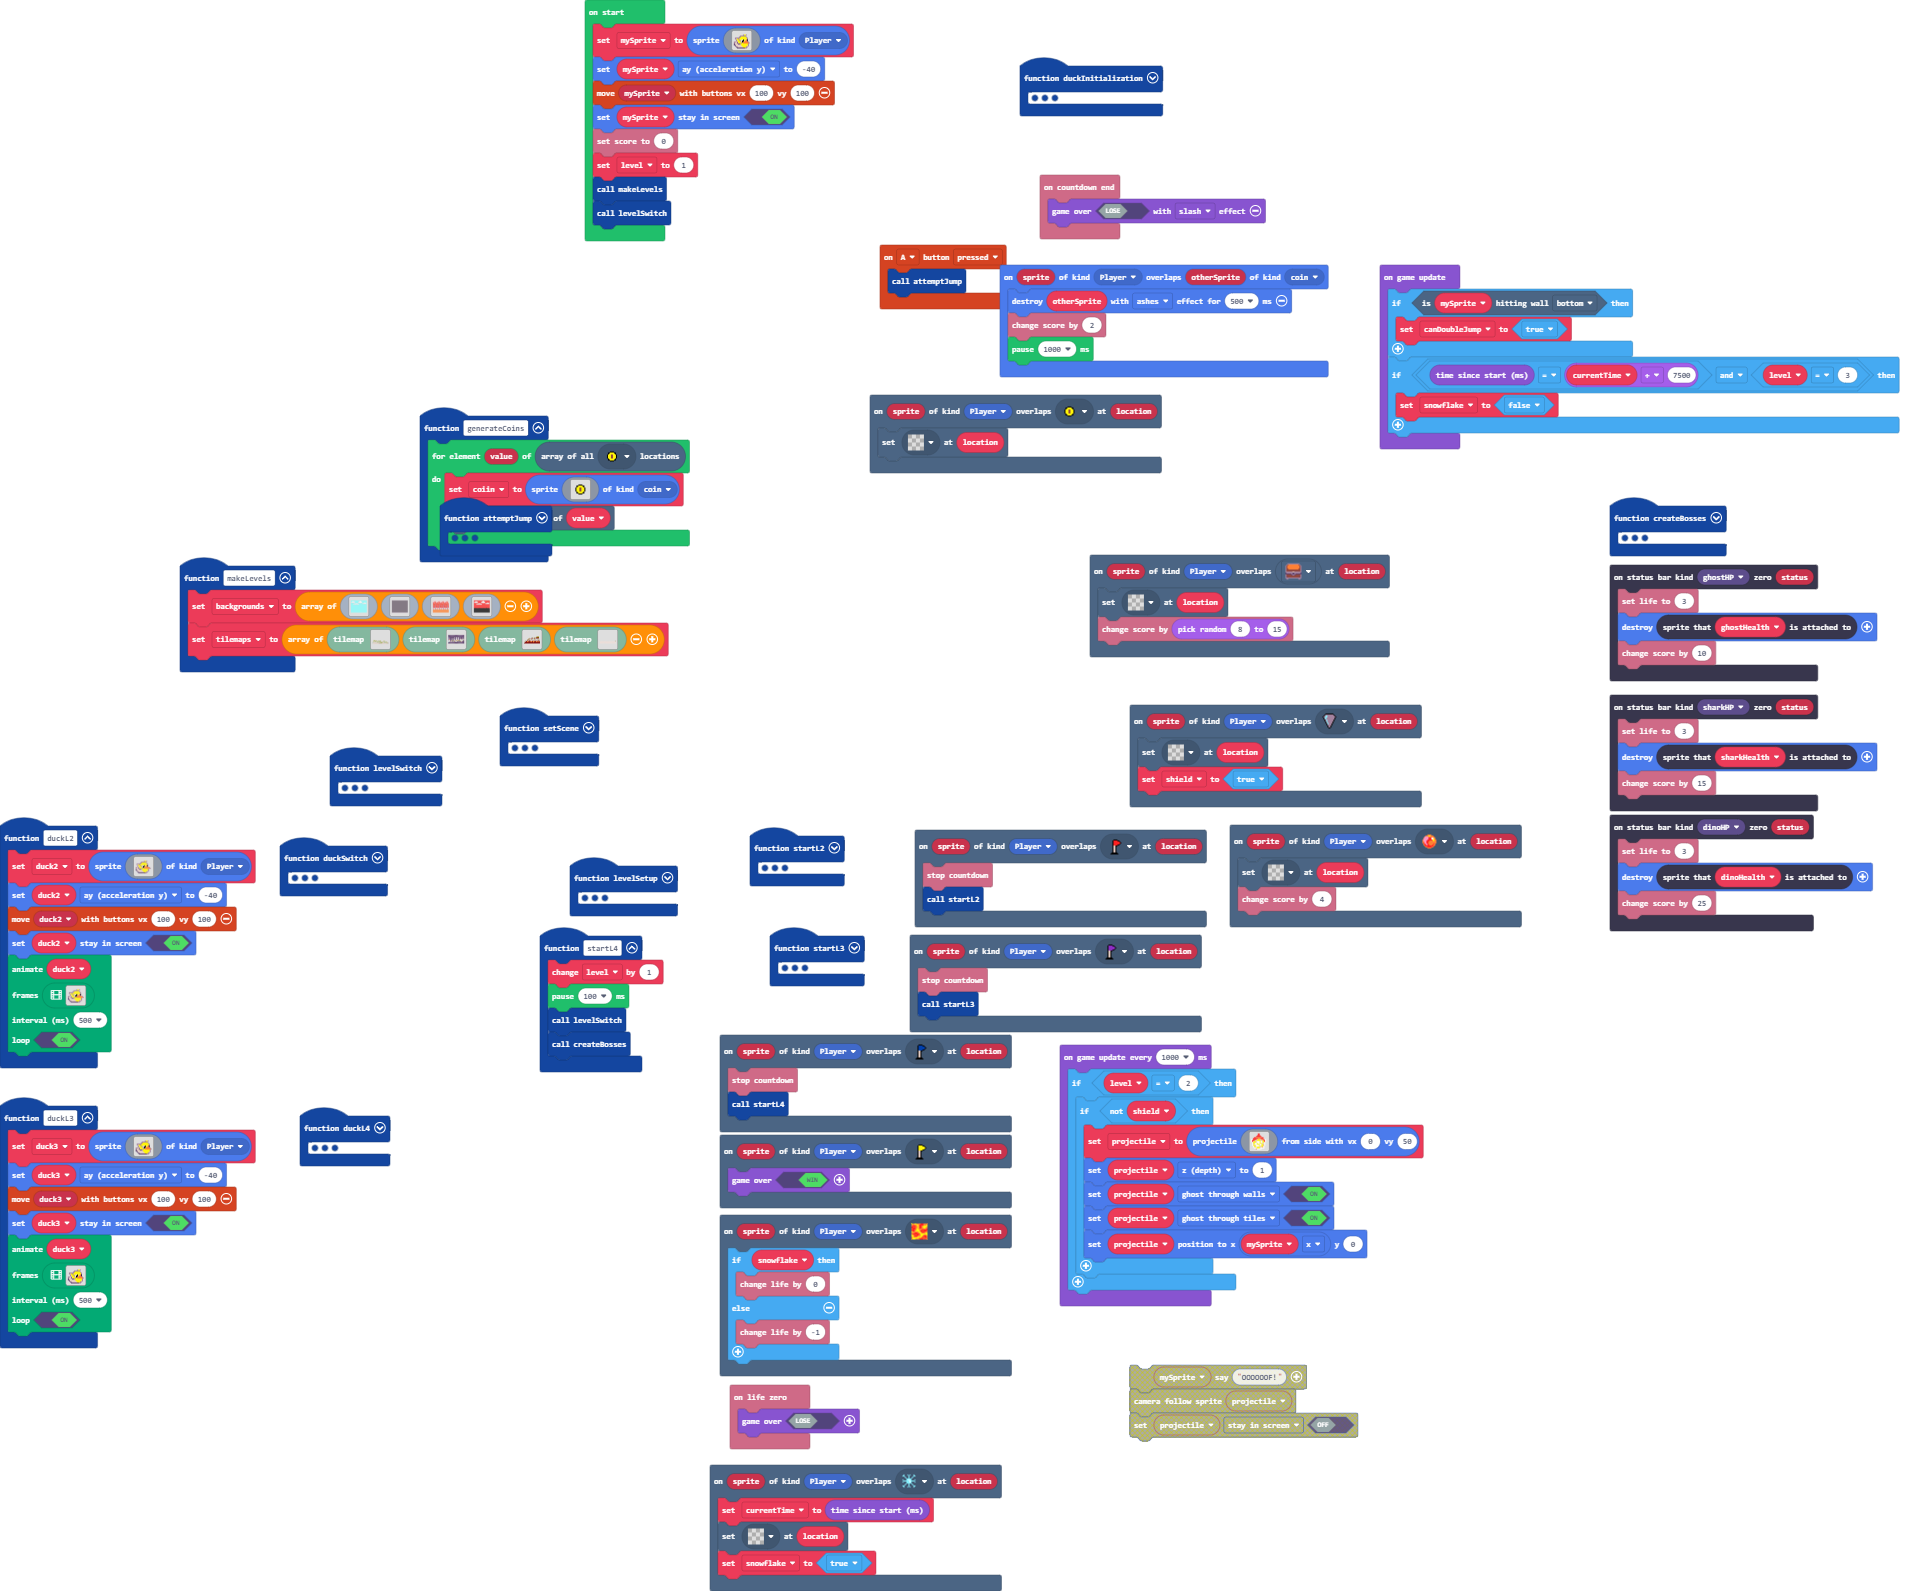 on start
set mySprite to sprite of kind Player
set mySprite ay (acceleration y) to -40
move mySprite with buttons vx 100 vy 100
set mySprite stay in screen ON
set score to 0
set level to 1
call makeLevels
call levelSwitch
function duckInitialization
on countdown end
game over LOSE with slash effect
on A button pressed
call attemptJump
on sprite of kind Player overlaps otherSprite of kind coin
destroy otherSprite with ashes effect for 500 ms
change score by 2
pause 1000 ms
on game update
if is mySprite hitting wall bottom then
set canDoubleJump to true
if time since start (ms) = currentTime + 7500 and level = 3 then
set snowflake to false
on sprite of kind Player overlaps at location
set at location
function generateCoins
for element value of array of all locations
do
set coiin to sprite of kind coin
of value
function attemptJump
function makeLevels
set backgrounds to array of
set tilemaps to array of tilemap tilemap tilemap tilemap
on sprite of kind Player overlaps at location
set at location
change score by pick random 8 to 15
function createBosses
on status bar kind ghostHP zero status
set life to 3
destroy sprite that ghostHealth is attached to
change score by 10
on status bar kind sharkHP zero status
set life to 3
destroy sprite that sharkHealth is attached to
change score by 15
on status bar kind dinoHP zero status
set life to 3
destroy sprite that dinoHealth is attached to
change score by 25
on sprite of kind Player overlaps at location
set at location
set shield to true
function setScene
function levelSwitch
function duckL2
set duck2 to sprite of kind Player
set duck2 ay (acceleration y) to -40
move duck2 with buttons vx 100 vy 100
set duck2 stay in screen ON
animate duck2
frames
interval (ms) 500
loop ON
function duckSwitch
function levelSetup
function startL2
on sprite of kind Player overlaps at location
stop countdown
call startL2
on sprite of kind Player overlaps at location
set at location
change score by 4
function startL4
change level by 1
pause 100 ms
call levelSwitch
call createBosses
function startL3
on sprite of kind Player overlaps at location
stop countdown
call startL3
on sprite of kind Player overlaps at location
stop countdown
call startL4
on sprite of kind Player overlaps at location
game over WIN
on sprite of kind Player overlaps at location
if snowflake then
change life by 0
else
change life by -1
on life zero
game over LOSE
on sprite of kind Player overlaps at location
set currentTime to time since start (ms)
set at location
set snowflake to true
function duckL3
set duck3 to sprite of kind Player
set duck3 ay (acceleration y) to -40
move duck3 with buttons vx 100 vy 100
set duck3 stay in screen ON
animate duck3
frames
interval (ms) 500
loop ON
function duckL4
on game update every 1000 ms
if level = 2 then
if not shield then
set projectile to projectile from side with vx 0 vy 50
set projectile z (depth) to 1
set projectile ghost through walls ON
set projectile ghost through tiles ON
set projectile position to x mySprite x y 0
mySprite say "OOOOOOF!"
camera follow sprite projectile
set projectile stay in screen OFF